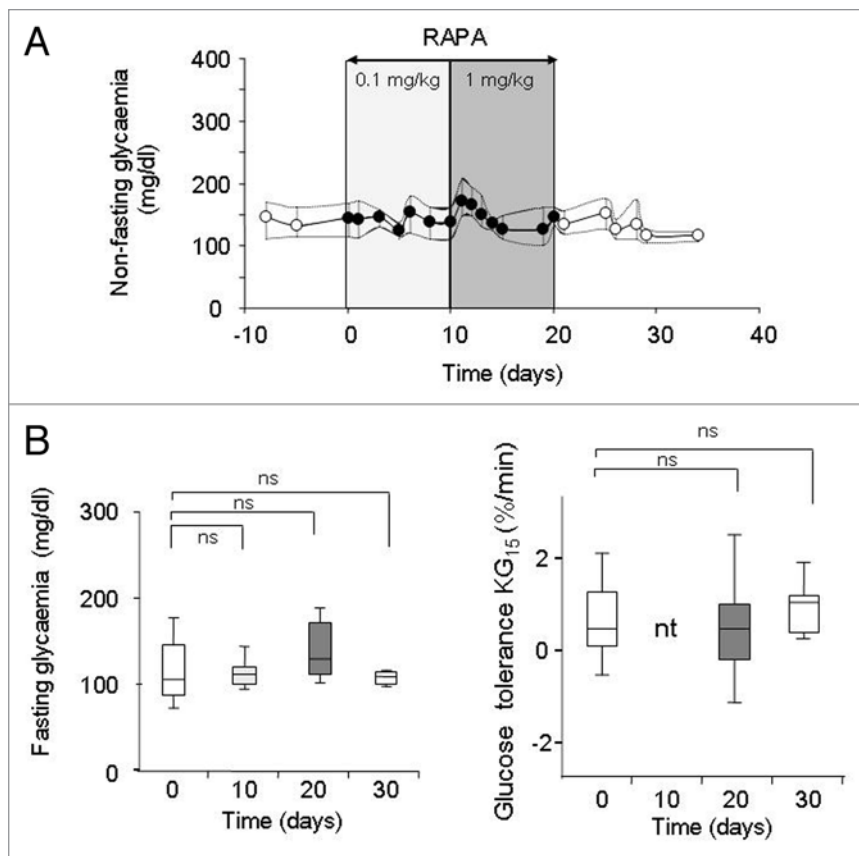 A
RAPA
0.1 mg/kg 1 mg/kg
Non-fasting glycaemia
(mg/dl)
400
300
200
100
0
-10 0 10 20 30 40
Time (days)
B
Fasting glycaemia (mg/dl)
ns
ns
ns
300
200
100
0
0 10 20 30
Time (days)
Glucose tolerance KG15 (%/min)
ns
ns
2
0
-2
nt
0 10 20 30
Time (days)